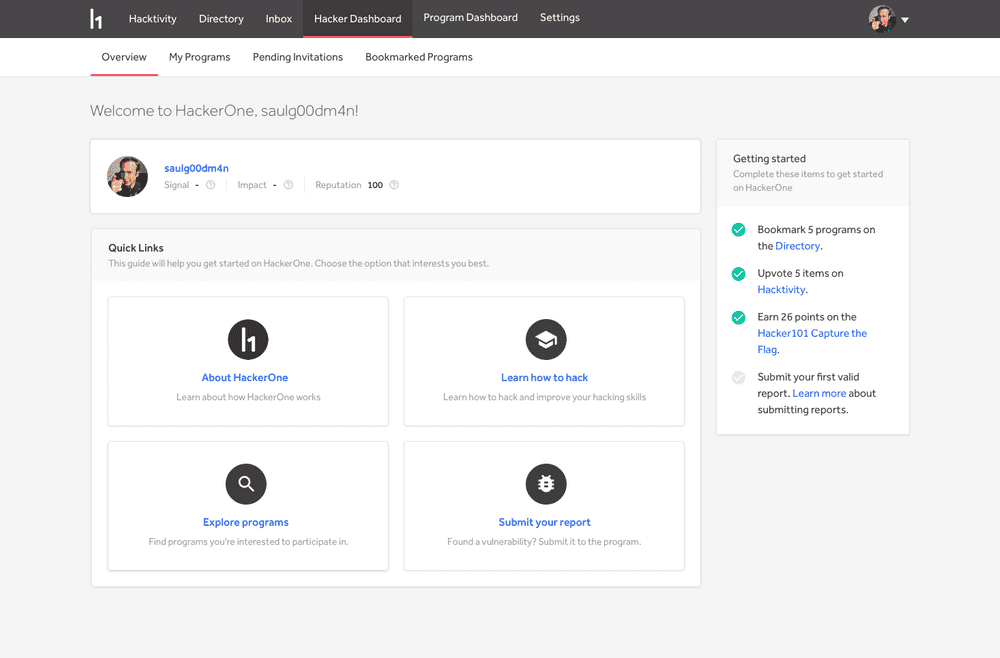 Hacktivity Directory Inbox Hacker Dashboard Program Dashboard Settings
Overview My Programs Pending Invitations Bookmarked Programs
Welcome to HackerOne, saulg00dm4n!
saulg00dm4n
Signal - Impact - Reputation 100
Quick Links
This guide will help you get started on HackerOne. Choose the option that interests you best.
About HackerOne
Learn about how HackerOne works
Learn how to hack
Learn how to hack and improve your hacking skills
Explore programs
Find programs you're interested to participate in.
Submit your report
Found a vulnerability? Submit it to the program.
Getting started
Complete these items to get started
on HackerOne
Bookmark 5 programs on
the Directory.
Upvote 5 items on
Hacktivity.
Earn 26 points on the
Hacker101 Capture the
Flag.
Submit your first valid
report. Learn more about
submitting reports.